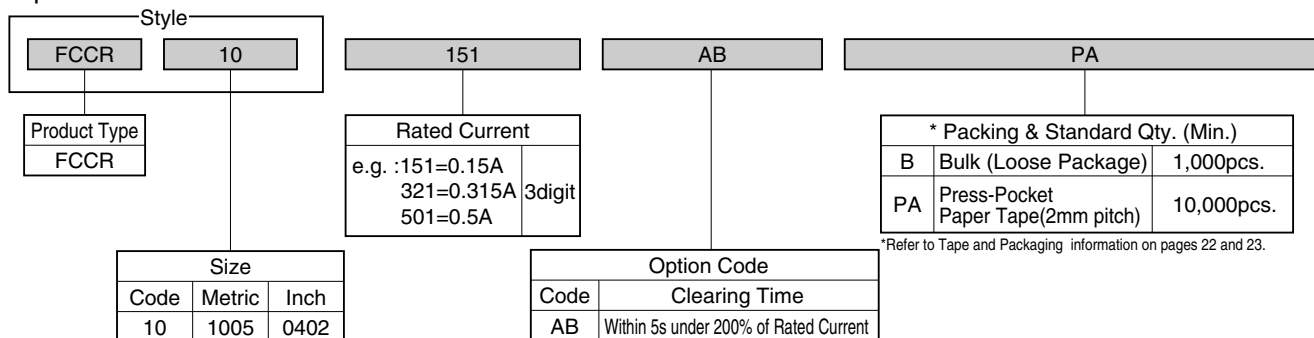 Style
FCCR 10 151 AB PA
Product Type
FCCR
Rated Current
e.g. :151=0.15A
321=0.315A
501=0.5A
3digit
* Packing & Standard Qty. (Min.)
B Bulk (Loose Package) 1,000pcs.
PA Press-Pocket
Paper Tape(2mm pitch) 10,000pcs.
*Refer to Tape and Packaging information on pages 22 and 23.
Size
Code Metric Inch
10 1005 0402
Option Code
Code Clearing Time
AB Within 5s under 200% of Rated Current